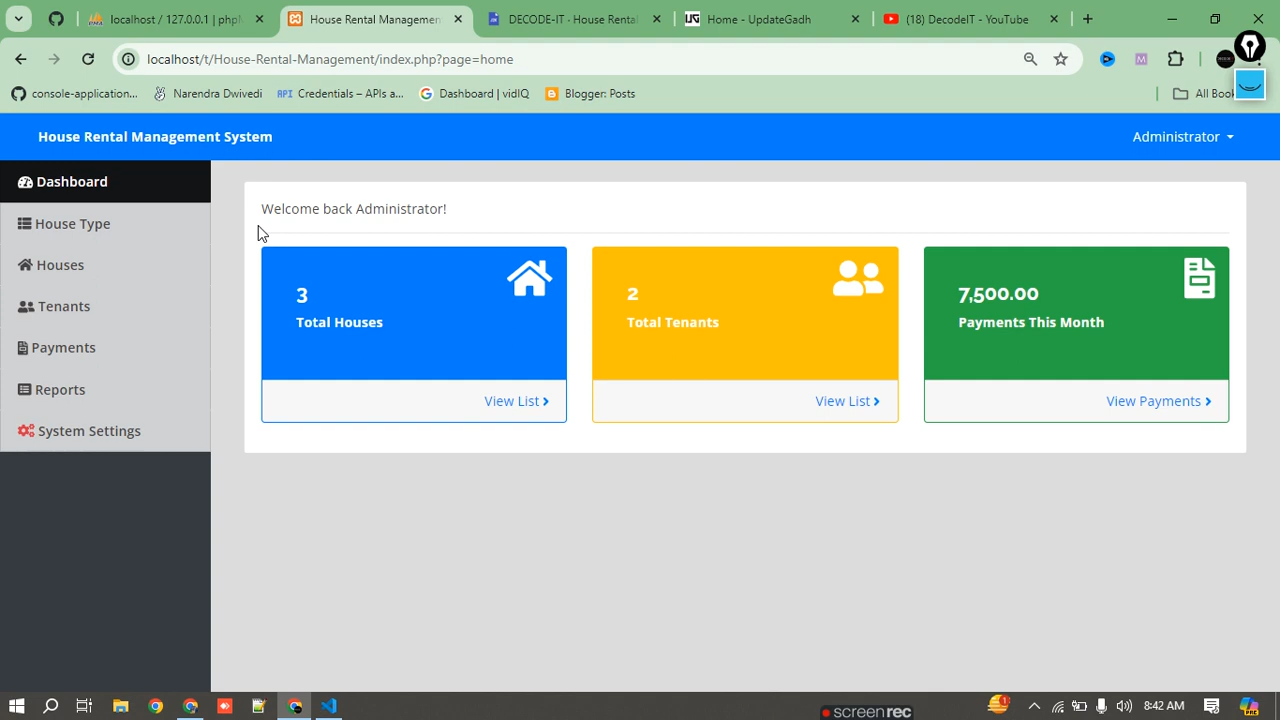 localhost / 127.0.0.1 | phpM
House Rental Management
DECODE-IT - House Rental
Home - UpdateGadh
(18) DecodeIT - YouTube
localhost/t/House-Rental-Management/index.php?page=home
console-application...
Narendra Dwivedi
API Credentials – APIs a...
Dashboard | vidIQ
Blogger: Posts
All Book
House Rental Management System
Administrator
Dashboard
House Type
Houses
Tenants
Payments
Reports
System Settings
Welcome back Administrator!
3
Total Houses
View List
2
Total Tenants
View List
7,500.00
Payments This Month
View Payments
screenrec
8:42 AM